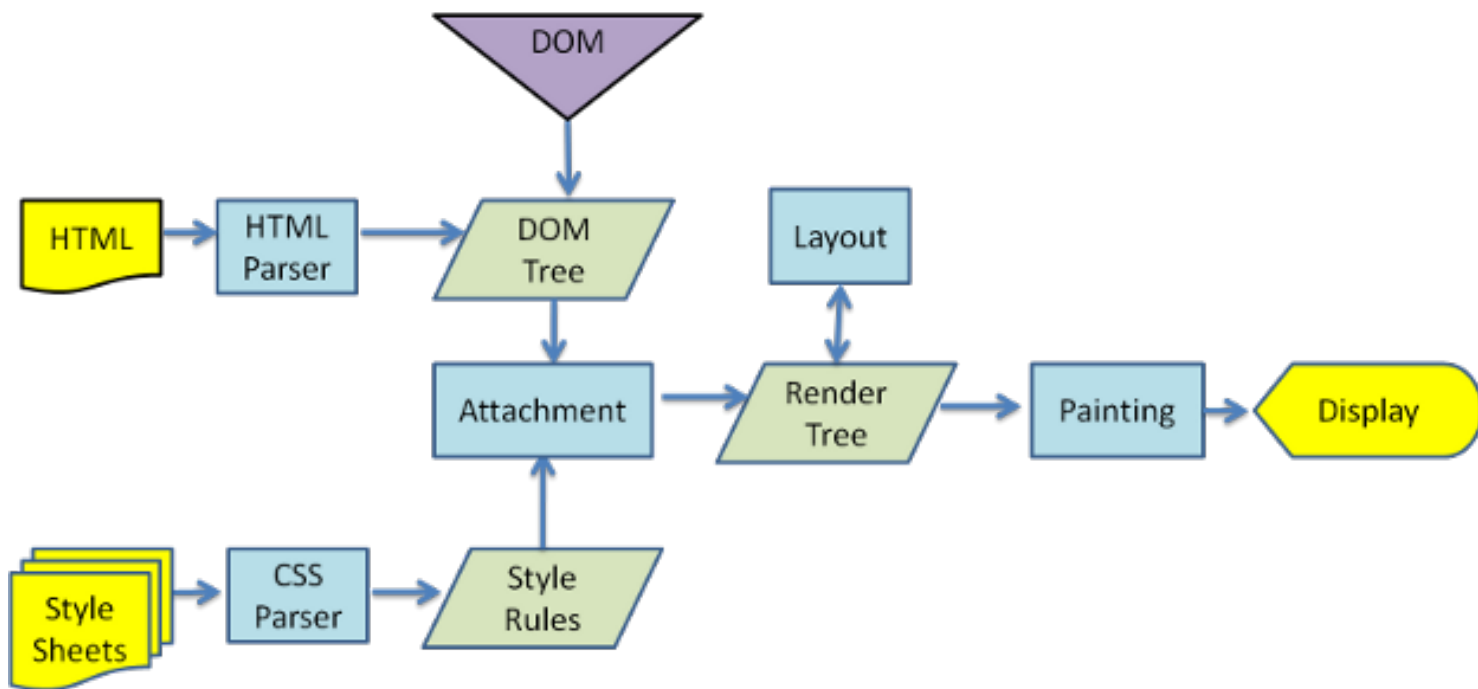 DOM
HTML
HTML
Parser
DOM
Tree
Layout
Attachment
Render
Tree
Painting
Display
Style
Sheets
CSS
Parser
Style
Rules